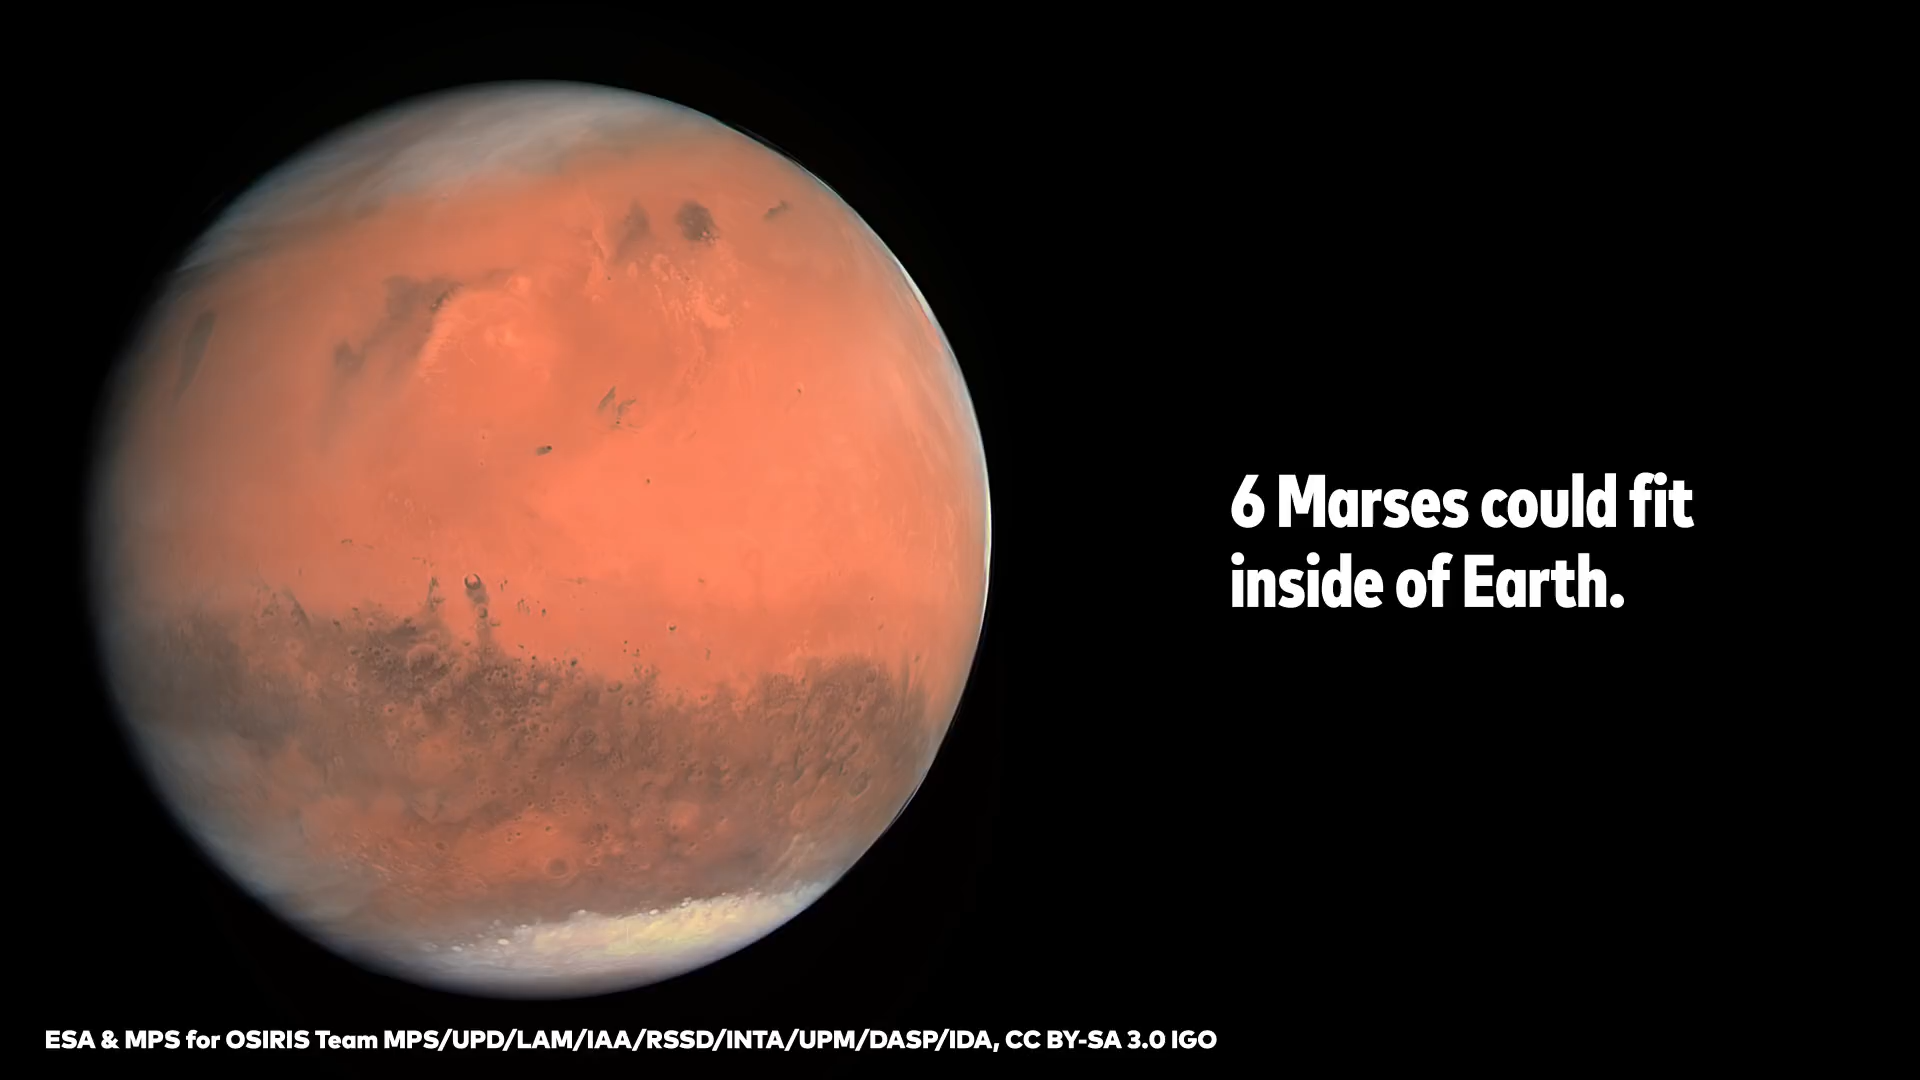 6 Marses could fit
inside of Earth.
ESA & MPS for OSIRIS Team MPS/UPD/LAM/IAA/RSSD/INTA/UPM/DASP/IDA, CC BY-SA 3.0 IGO